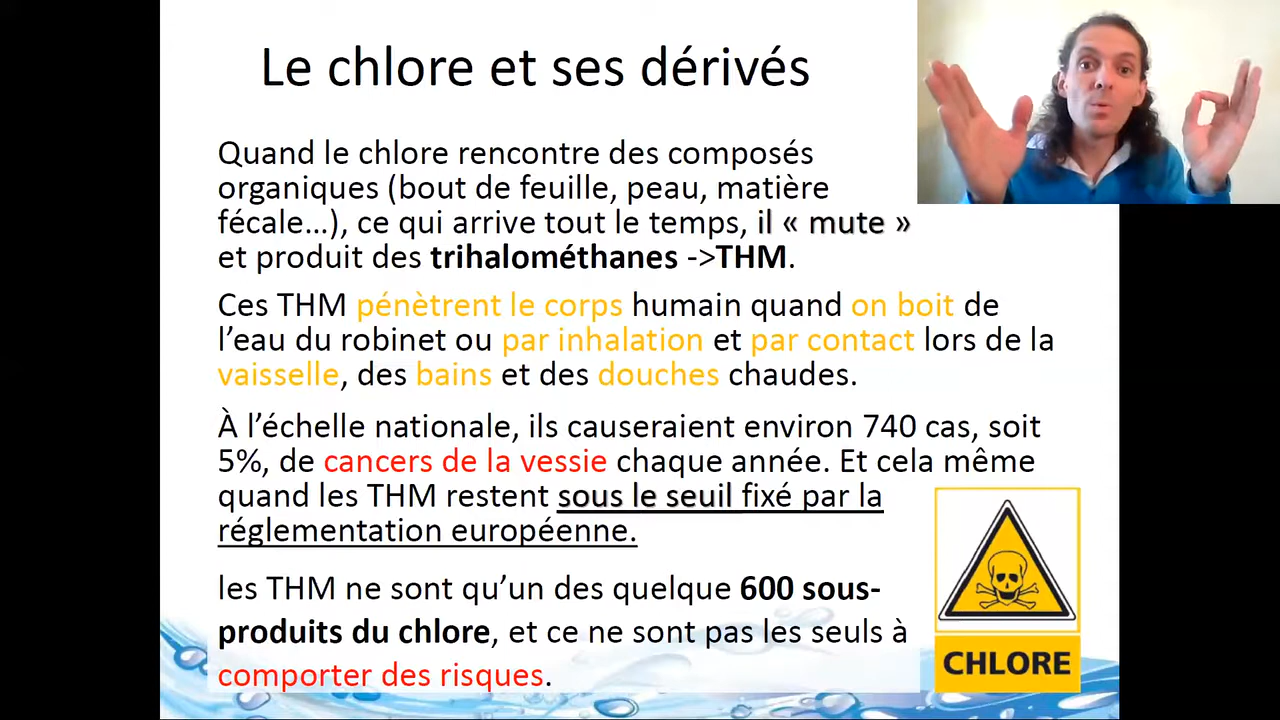 Le chlore et ses dérivés
Quand le chlore rencontre des composés
organiques (bout de feuille, peau, matière
fécale…), ce qui arrive tout le temps, il « mute »
et produit des trihalométhanes ->THM.
Ces THM pénètrent le corps humain quand on boit de
l’eau du robinet ou par inhalation et par contact lors de la
vaisselle, des bains et des douches chaudes.
À l’échelle nationale, ils causeraient environ 740 cas, soit
5%, de cancers de la vessie chaque année. Et cela même
quand les THM restent sous le seuil fixé par la
réglementation européenne.
les THM ne sont qu’un des quelque 600 sous-
produits du chlore, et ce ne sont pas les seuls à
comporter des risques.
CHLORE